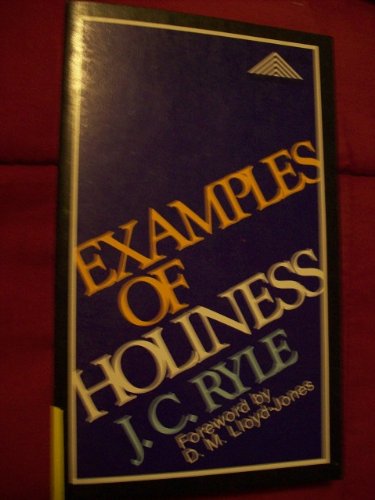 EXAMPLES
OF
HOLINESS
J. C. RYLE
Foreword by
D. M. Lloyd-Jones